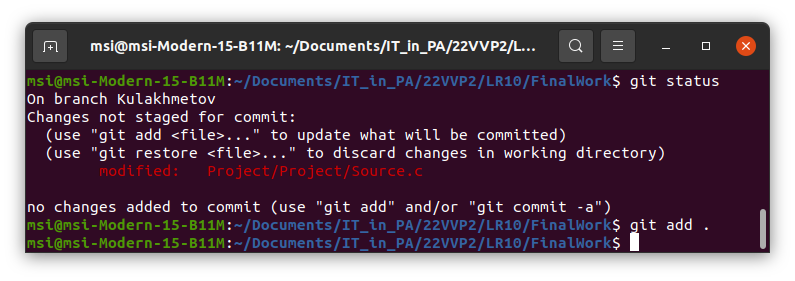 msi@msi-Modern-15-B11M: ~/Documents/IT_in_PA/22VVP2/L...
msi@msi-Modern-15-B11M:~/Documents/IT_in_PA/22VVP2/LR10/FinalWork$ git status
On branch Kulakhmetov
Changes not staged for commit:
  (use "git add <file>..." to update what will be committed)
  (use "git restore <file>..." to discard changes in working directory)
        modified:   Project/Project/Source.c

no changes added to commit (use "git add" and/or "git commit -a")
msi@msi-Modern-15-B11M:~/Documents/IT_in_PA/22VVP2/LR10/FinalWork$ git add .
msi@msi-Modern-15-B11M:~/Documents/IT_in_PA/22VVP2/LR10/FinalWork$